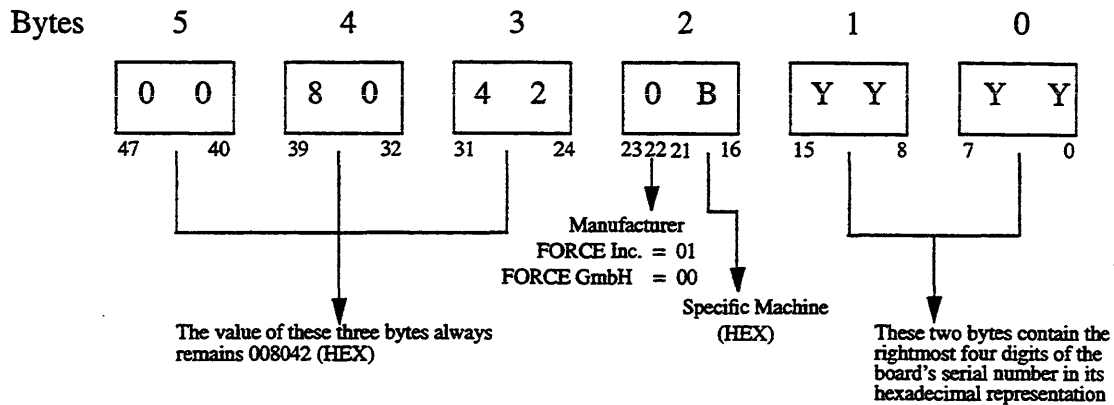 Bytes 5 4 3 2 1 0
0 0 8 0 4 2 0 B Y Y Y Y
47 40 39 32 31 24 23 22 21 16 15 8 7 0
Manufacturer
FORCE Inc. = 01
FORCE GmbH = 00
Specific Machine
(HEX)
The value of these three bytes always
remains 008042 (HEX)
These two bytes contain the
rightmost four digits of the
board's serial number in its
hexadecimal representation